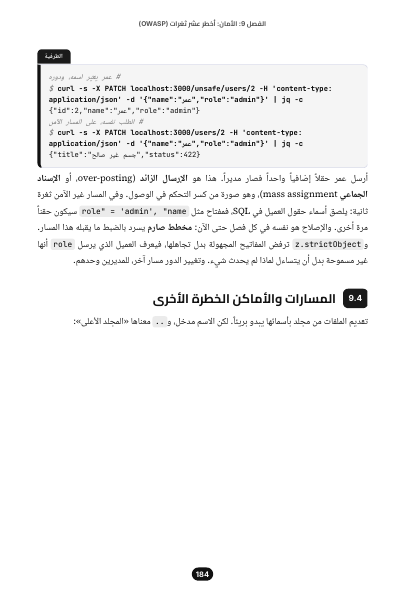 الفصل 9: الأمان: أخطر عشر ثغرات (OWASP)
الطرفية
# عمر يغيّر اسمه، ودوره
$ curl -s -X PATCH localhost:3000/unsafe/users/2 -H 'content-type:
application/json' -d '{"name":"عمر","role":"admin"}' | jq -c
{"id":2,"name":"عمر","role":"admin"}
# الطلب نفسه، على المسار الآمن
$ curl -s -X PATCH localhost:3000/users/2 -H 'content-type:
application/json' -d '{"name":"عمر","role":"admin"}' | jq -c
{"title":"جسم غير صالح","status":422}
أرسل عمر حقلاً إضافياً واحداً فصار مديراً. هذا هو الإرسال الزائد (over-posting، أو الإسناد
الجماعي mass assignment)، وهو صورة من كسر التحكم في الوصول. وفي المسار غير الآمن ثغرة
ثانية: يلصق أسماء حقول العميل في SQL، فمفتاح مثل role" = 'admin', "name سيكون حقناً
مرة أخرى. والإصلاح هو نفسه في كل فصل حتى الآن: مخطط صارم يسرد بالضبط ما يقبله هذا المسار.
و z.strictObject ترفض المفاتيح المجهولة بدل تجاهلها، فيعرف العميل الذي يرسل role أنها
غير مسموحة بدل أن يتساءل لماذا لم يحدث شيء. وتغيير الدور مسار آخر، للمديرين وحدهم.
9.4 المسارات والأماكن الخطرة الأخرى
تقديم الملفات من مجلد بأسمائها يبدو بريئاً. لكن الاسم مدخل، و .. معناها «المجلد الأعلى»:
184